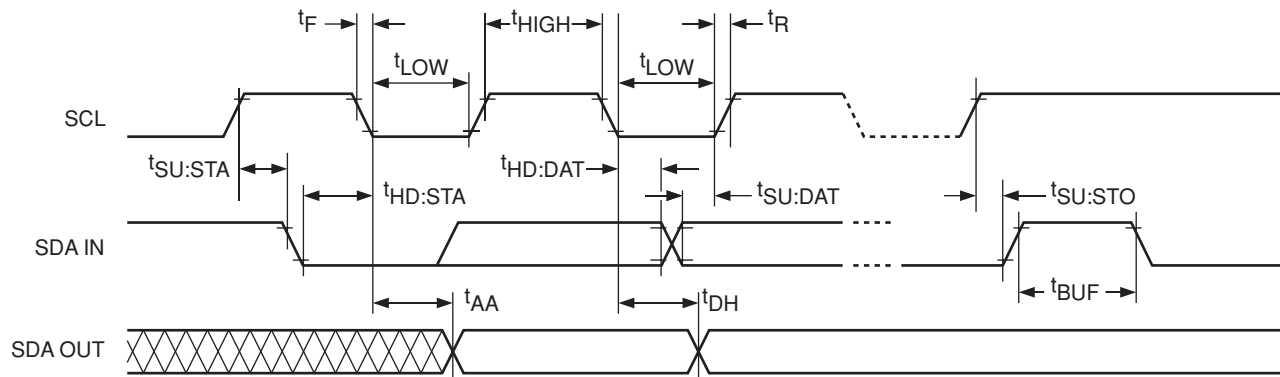 tF
tHIGH
tR
tLOW
tLOW
SCL
tSU:STA
tHD:STA
tHD:DAT
tSU:DAT
tSU:STO
SDA IN
tAA
tDH
tBUF
SDA OUT